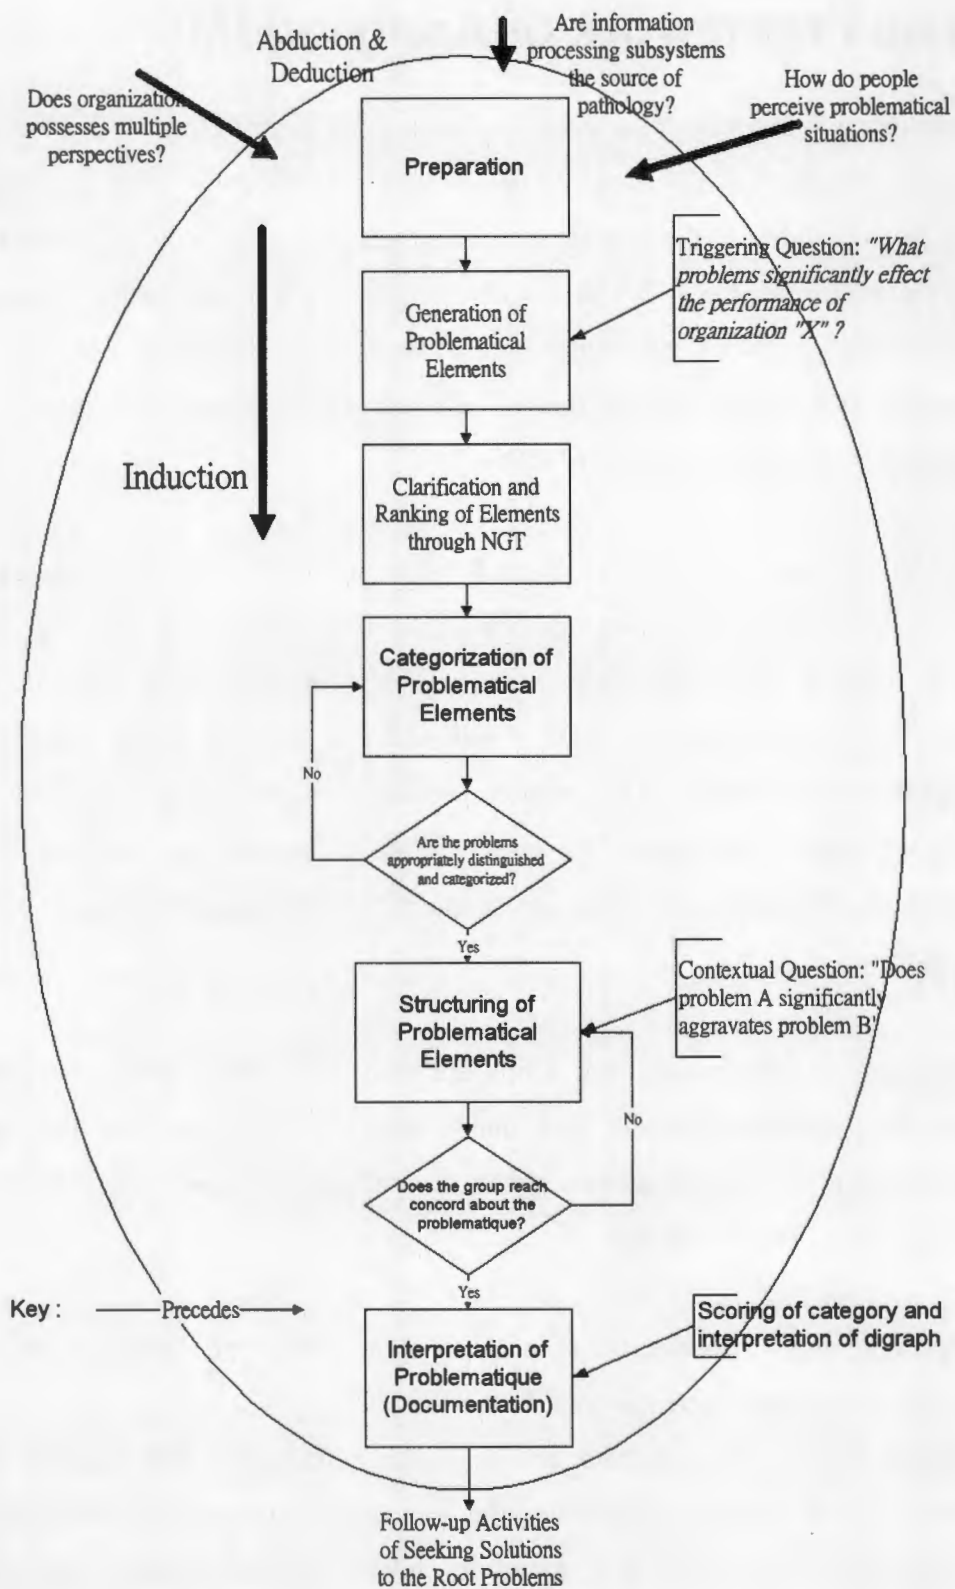 Abduction &
Deduction
Are information
processing subsystems
the source of
pathology?
Does organization
possesses multiple
perspectives?
How do people
perceive problematical
situations?
Preparation
Triggering Question: "What
problems significantly effect
the performance of
organization "X" ?
Generation of
Problematical
Elements
Induction
Clarification and
Ranking of Elements
through NGT
Categorization of
Problematical
Elements
No
Are the problems
appropriately distinguished
and categorized?
Yes
Contextual Question: "Does
problem A significantly
aggravates problem B"
Structuring of
Problematical
Elements
No
Does the group reach
concord about the
problematique?
Yes
Key :
Precedes
Scoring of category and
interpretation of digraph
Interpretation of
Problematique
(Documentation)
Follow-up Activities
of Seeking Solutions
to the Root Problems